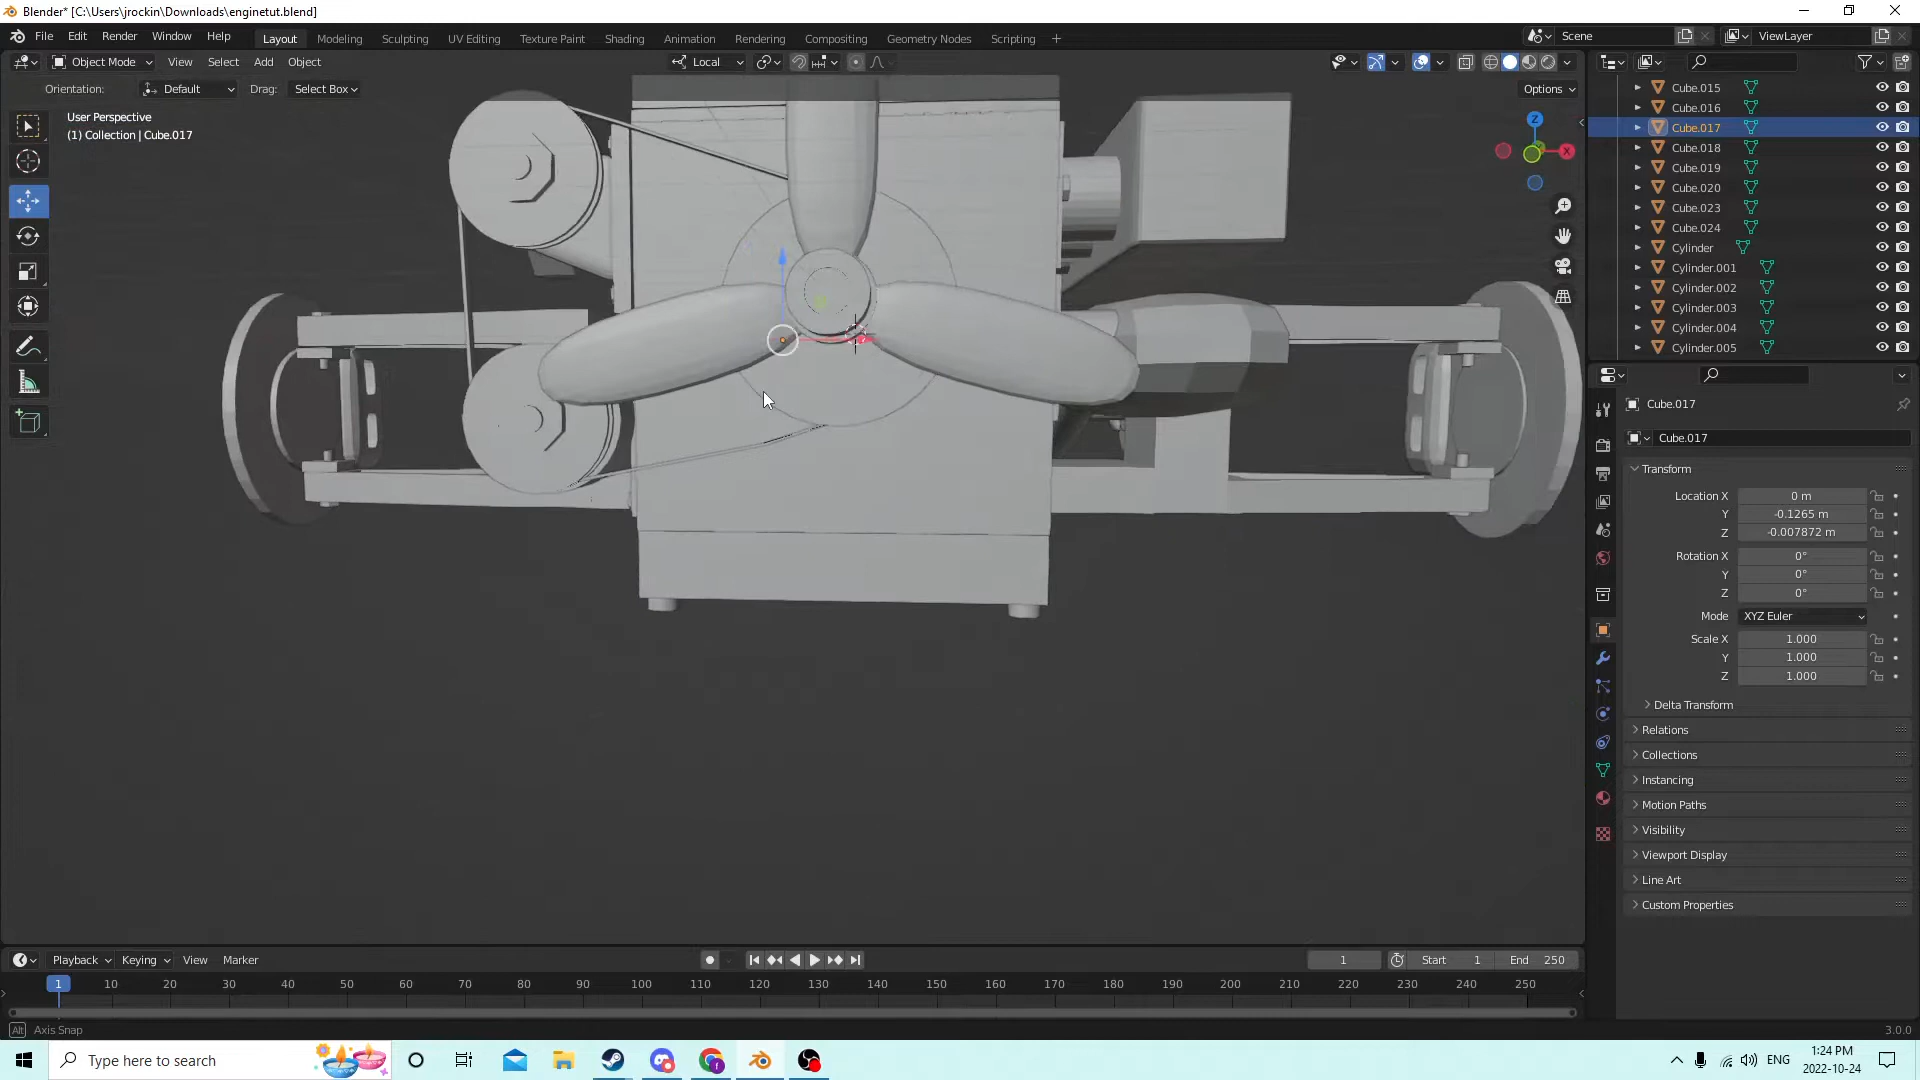 Blender* [C:\Users\jrockin\Downloads\enginetut.blend]
File Edit Render Window Help Layout Modeling Sculpting UV Editing Texture Paint Shading Animation Rendering Compositing Geometry Nodes Scripting + Scene ViewLayer
Object Mode View Select Add Object Local
Orientation: Default Drag: Select Box Options
User Perspective
(1) Collection | Cube.017
Z
X
Cube.015
Cube.016
Cube.017
Cube.018
Cube.019
Cube.020
Cube.023
Cube.024
Cylinder
Cylinder.001
Cylinder.002
Cylinder.003
Cylinder.004
Cylinder.005
Cube.017
Cube.017
Transform
Location X 0 m
Y -0.1265 m
Z -0.007872 m
Rotation X 0°
Y 0°
Z 0°
Mode XYZ Euler
Scale X 1.000
Y 1.000
Z 1.000
Delta Transform
Relations
Collections
Instancing
Motion Paths
Visibility
Viewport Display
Line Art
Custom Properties
Playback Keying View Marker 1 Start 1 End 250
1 10 20 30 40 50 60 70 80 90 100 110 120 130 140 150 160 170 180 190 200 210 220 230 240 250
Alt Axis Snap 3.0.0
Type here to search ENG 1:24 PM
2022-10-24